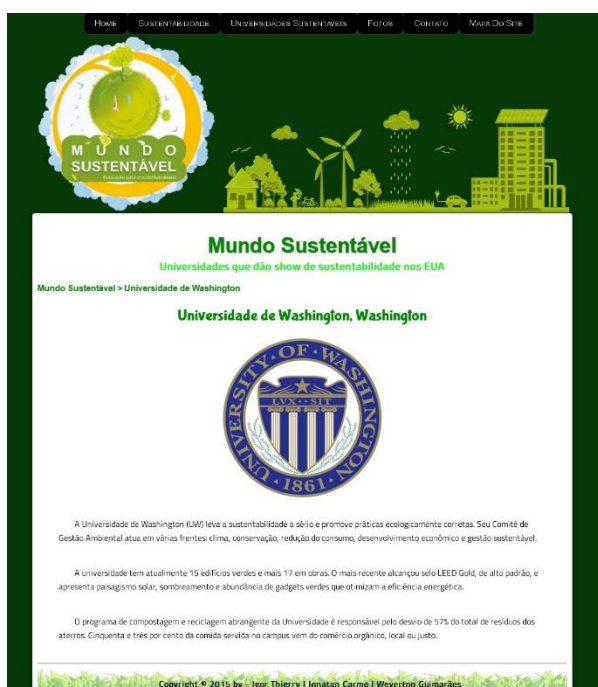 Home Sustentabilidade Universidades Sustentaveis Fotos Contato Mapa Do Site
MUNDO
SUSTENTÁVEL
Educação para a sustentabilidade
Mundo Sustentável
Universidades que dão show de sustentabilidade nos EUA
Mundo Sustentável > Universidade de Washington
Universidade de Washington, Washington
UNIVERSITY·OF·WASHINGTON
LVX··SIT
·1861·
A Universidade de Washington (UW) leva a sustentabilidade a sério e promove práticas ecologicamente corretas. Seu Comitê de
Gestão Ambiental atua em várias frentes: clima, conservação, redução do consumo, desenvolvimento econômico e gestão sustentável.
A universidade tem atualmente 15 edifícios verdes e mais 17 em obras. O mais recente alcançou selo LEED Gold, de alto padrão, e
apresenta paisagismo solar, sombreamento e abundância de gadgets verdes que otimizam a eficiência energética.
O programa de compostagem e reciclagem abrangente da Universidade é responsável pelo desvio de 57% do total de resíduos dos
aterros. Cinquenta e três por cento da comida servida no campus vem do comércio orgânico, local ou justo.
Copyright © 2015 by - Igor Thierry | Jonatan Carmo | Weverton Guimarães